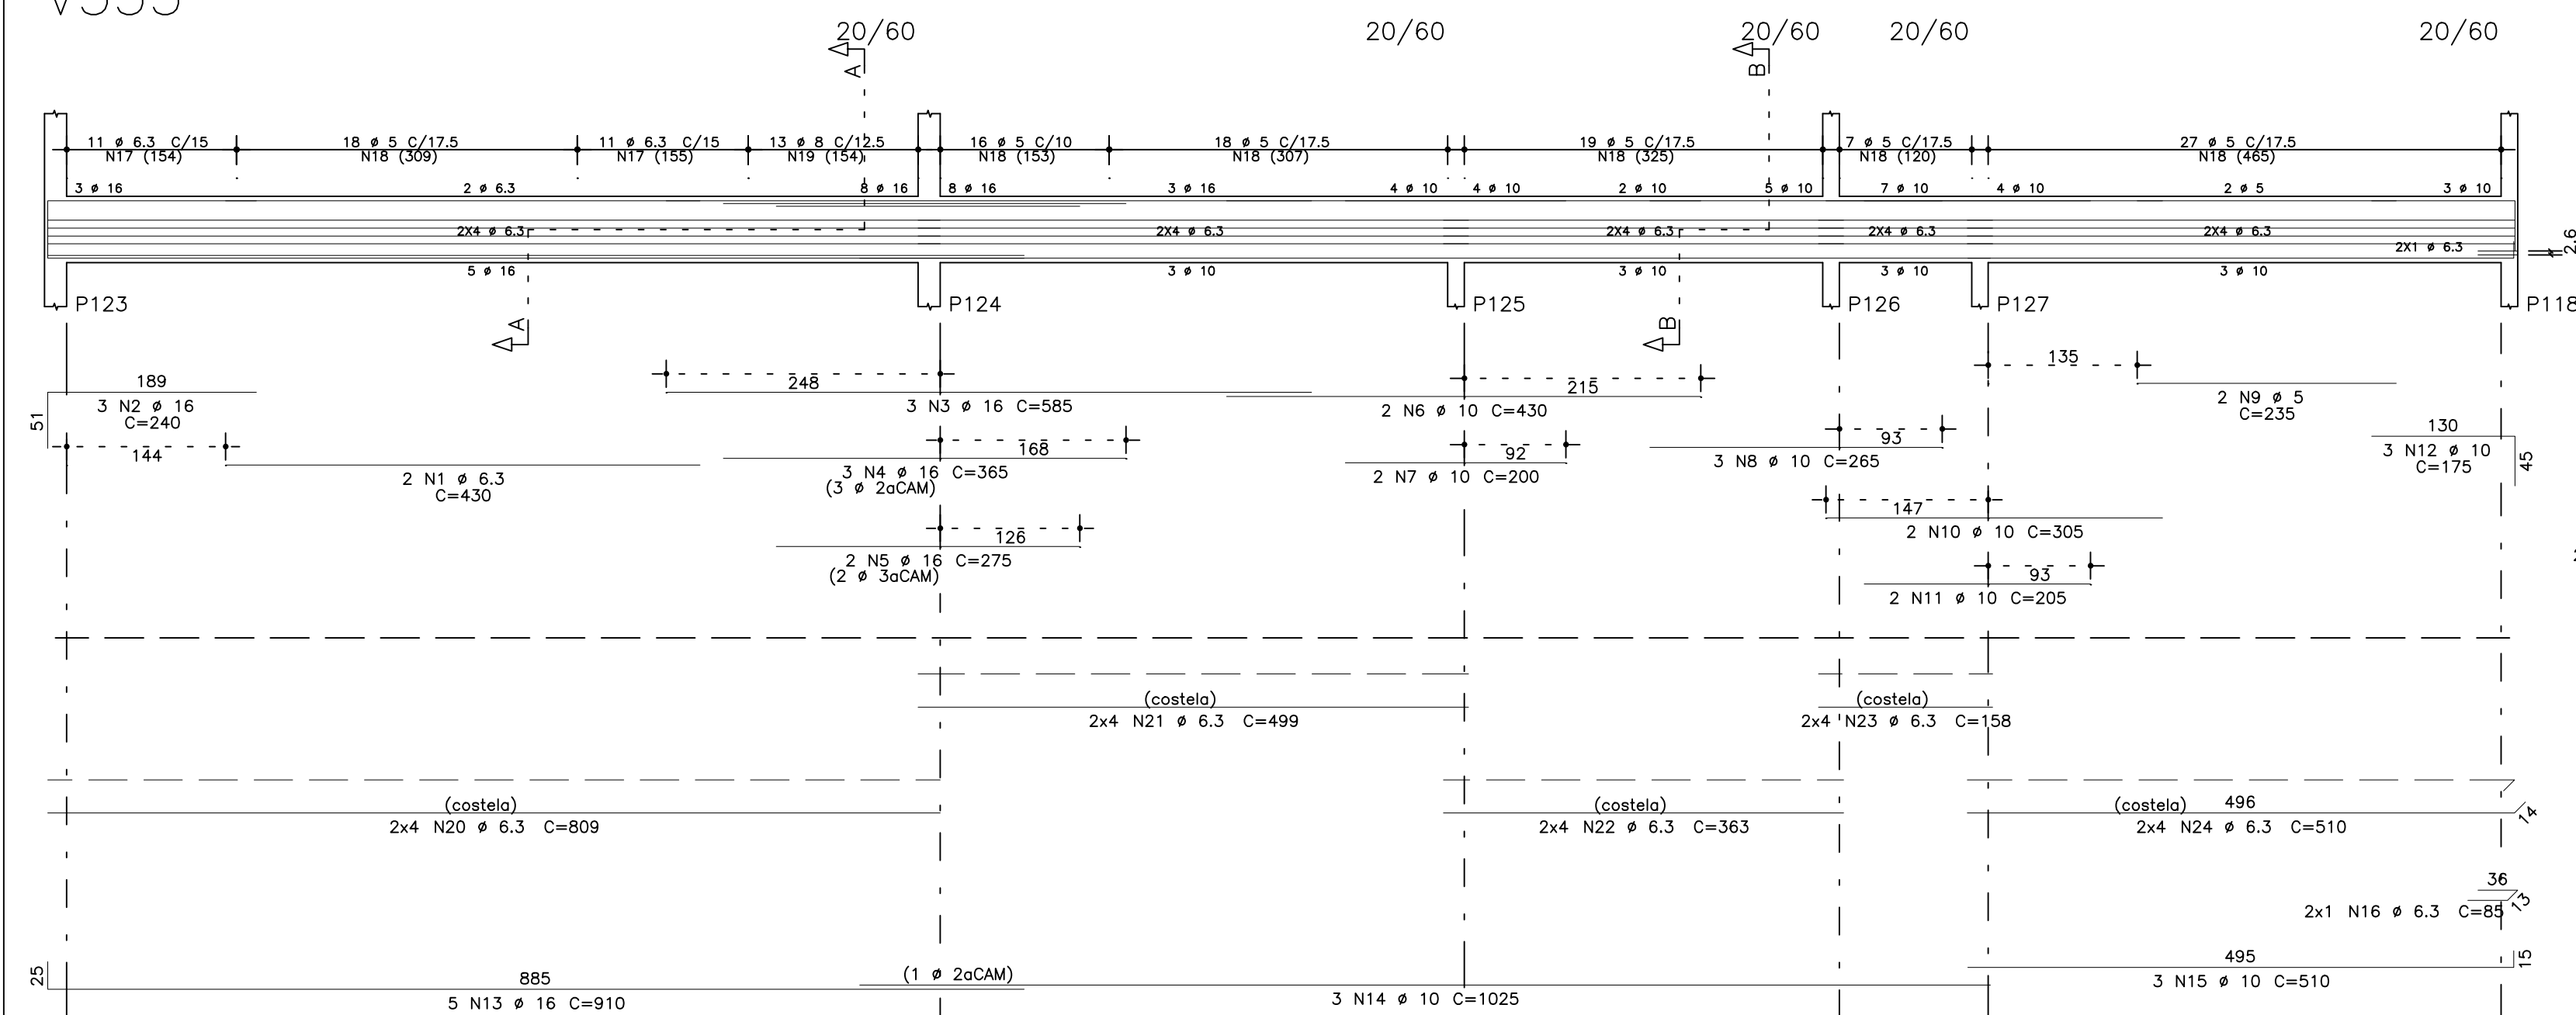 20/60 20/60 20/60 20/60 20/60
A B
11 ø 6.3 C/15 18 ø 5 C/17.5 11 ø 6.3 C/15 13 ø 8 C/12.5 16 ø 5 C/10 18 ø 5 C/17.5 19 ø 5 C/17.5 7 ø 5 C/17.5 27 ø 5 C/17.5
N17 (154) N18 (309) N17 (155) N19 (154) N18 (153) N18 (307) N18 (325) N18 (120) N18 (465)
3 ø 16 2 ø 6.3 8 ø 16 8 ø 16 3 ø 16 4 ø 10 4 ø 10 2 ø 10 5 ø 10 7 ø 10 4 ø 10 2 ø 5 3 ø 10
2X4 ø 6.3 2X4 ø 6.3 2X4 ø 6.3 2X4 ø 6.3 2X4 ø 6.3
2X1 ø 6.3 2.6
5 ø 16 3 ø 10 3 ø 10 3 ø 10 3 ø 10
P123 P124 P125 P126 P127 P118
A B
135
189 248 215
3 N2 ø 16 3 N3 ø 16 C=585 2 N6 ø 10 C=430 2 N9 ø 5
C=240 C=235
51
130
168 93
144 92
3 N4 ø 16 C=365 2 N7 ø 10 C=200 3 N8 ø 10 C=265 3 N12 ø 10
(3 ø 2aCAM) C=175
45
2 N1 ø 6.3
C=430
147
126 2 N10 ø 10 C=305
2 N5 ø 16 C=275
(2 ø 3aCAM)
93
2 N11 ø 10 C=205
(costela) (costela)
2x4 N21 ø 6.3 C=499 2x4 N23 ø 6.3 C=158
(costela) (costela) (costela) 496
2x4 N20 ø 6.3 C=809 2x4 N22 ø 6.3 C=363 2x4 N24 ø 6.3 C=510
14
36
2x1 N16 ø 6.3 C=85
13
885 (1 ø 2aCAM) 495
25 15
5 N13 ø 16 C=910 3 N14 ø 10 C=1025 3 N15 ø 10 C=510